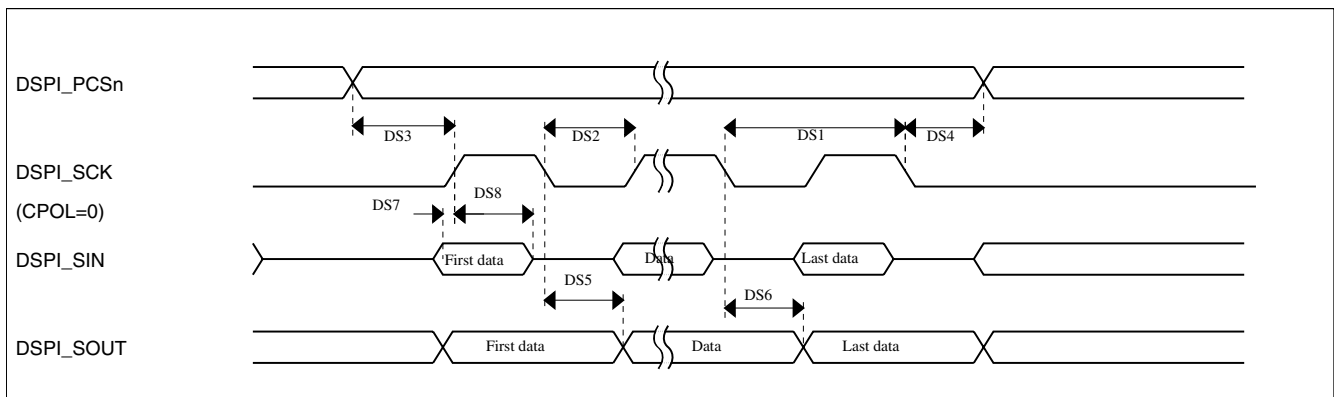 DSPI_PCSn
DS3
DS2
DS1
DS4
DSPI_SCK
(CPOL=0)
DS7
DS8
DSPI_SIN
First data
Data
Last data
DS5
DS6
DSPI_SOUT
First data
Data
Last data